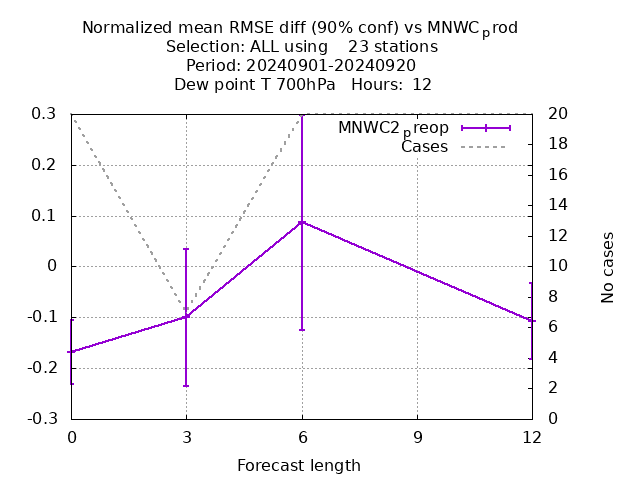 Normalized mean RMSE diff (90% conf) vs MNWCprod
Selection: ALL using 23 stations
Period: 20240901-20240920
Dew point T 700hPa Hours: 12
MNWC2preop
Cases
0.3
0.2
0.1
0
-0.1
-0.2
-0.3
20
18
16
14
12
10
8
6
4
2
0
No cases
0 3 6 9 12
Forecast length